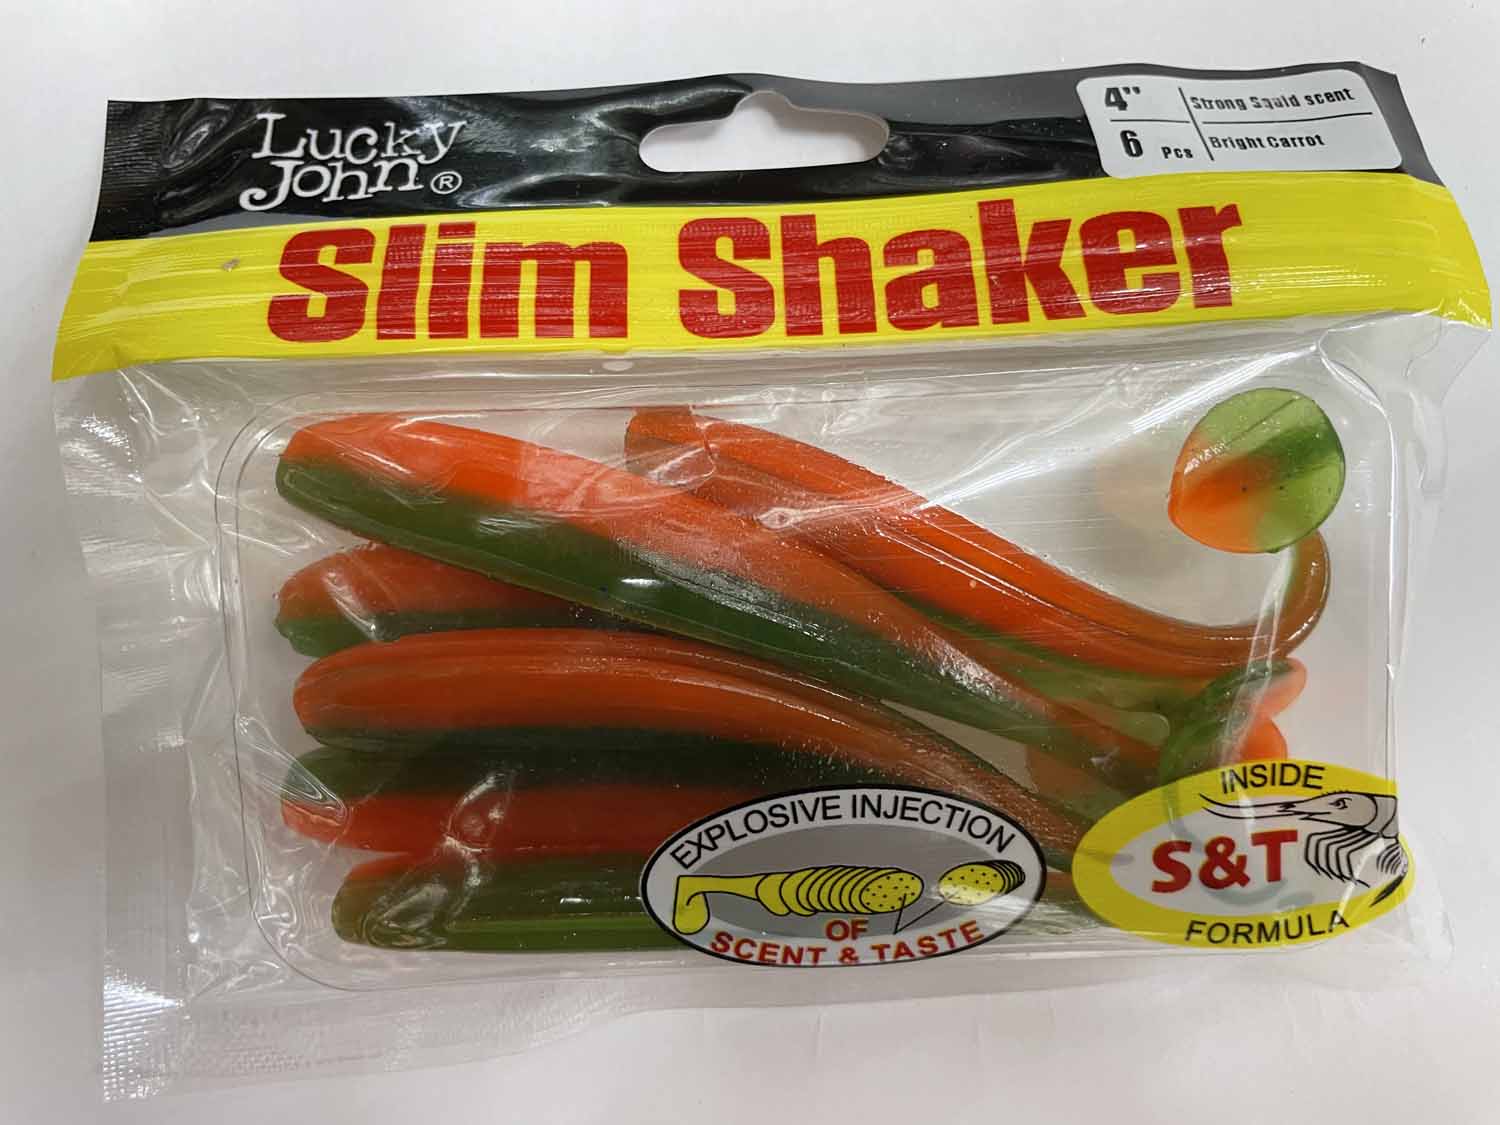 Lucky
John®
4"
Strong Squid scent
6 Pcs
Bright Carrot
Slim Shaker
EXPLOSIVE INJECTION
OF
SCENT & TASTE
INSIDE
S&T
FORMULA